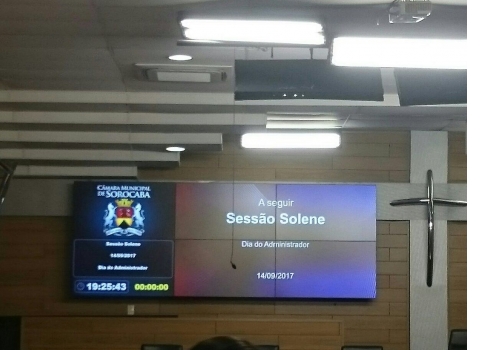 CÂMARA MUNICIPAL
DE SOROCABA
Sessão Solene
14/09/2017
Dia do Administrador
19:25:43 00:00:00
A seguir
Sessão Solene
Dia do Administrador
14/09/2017